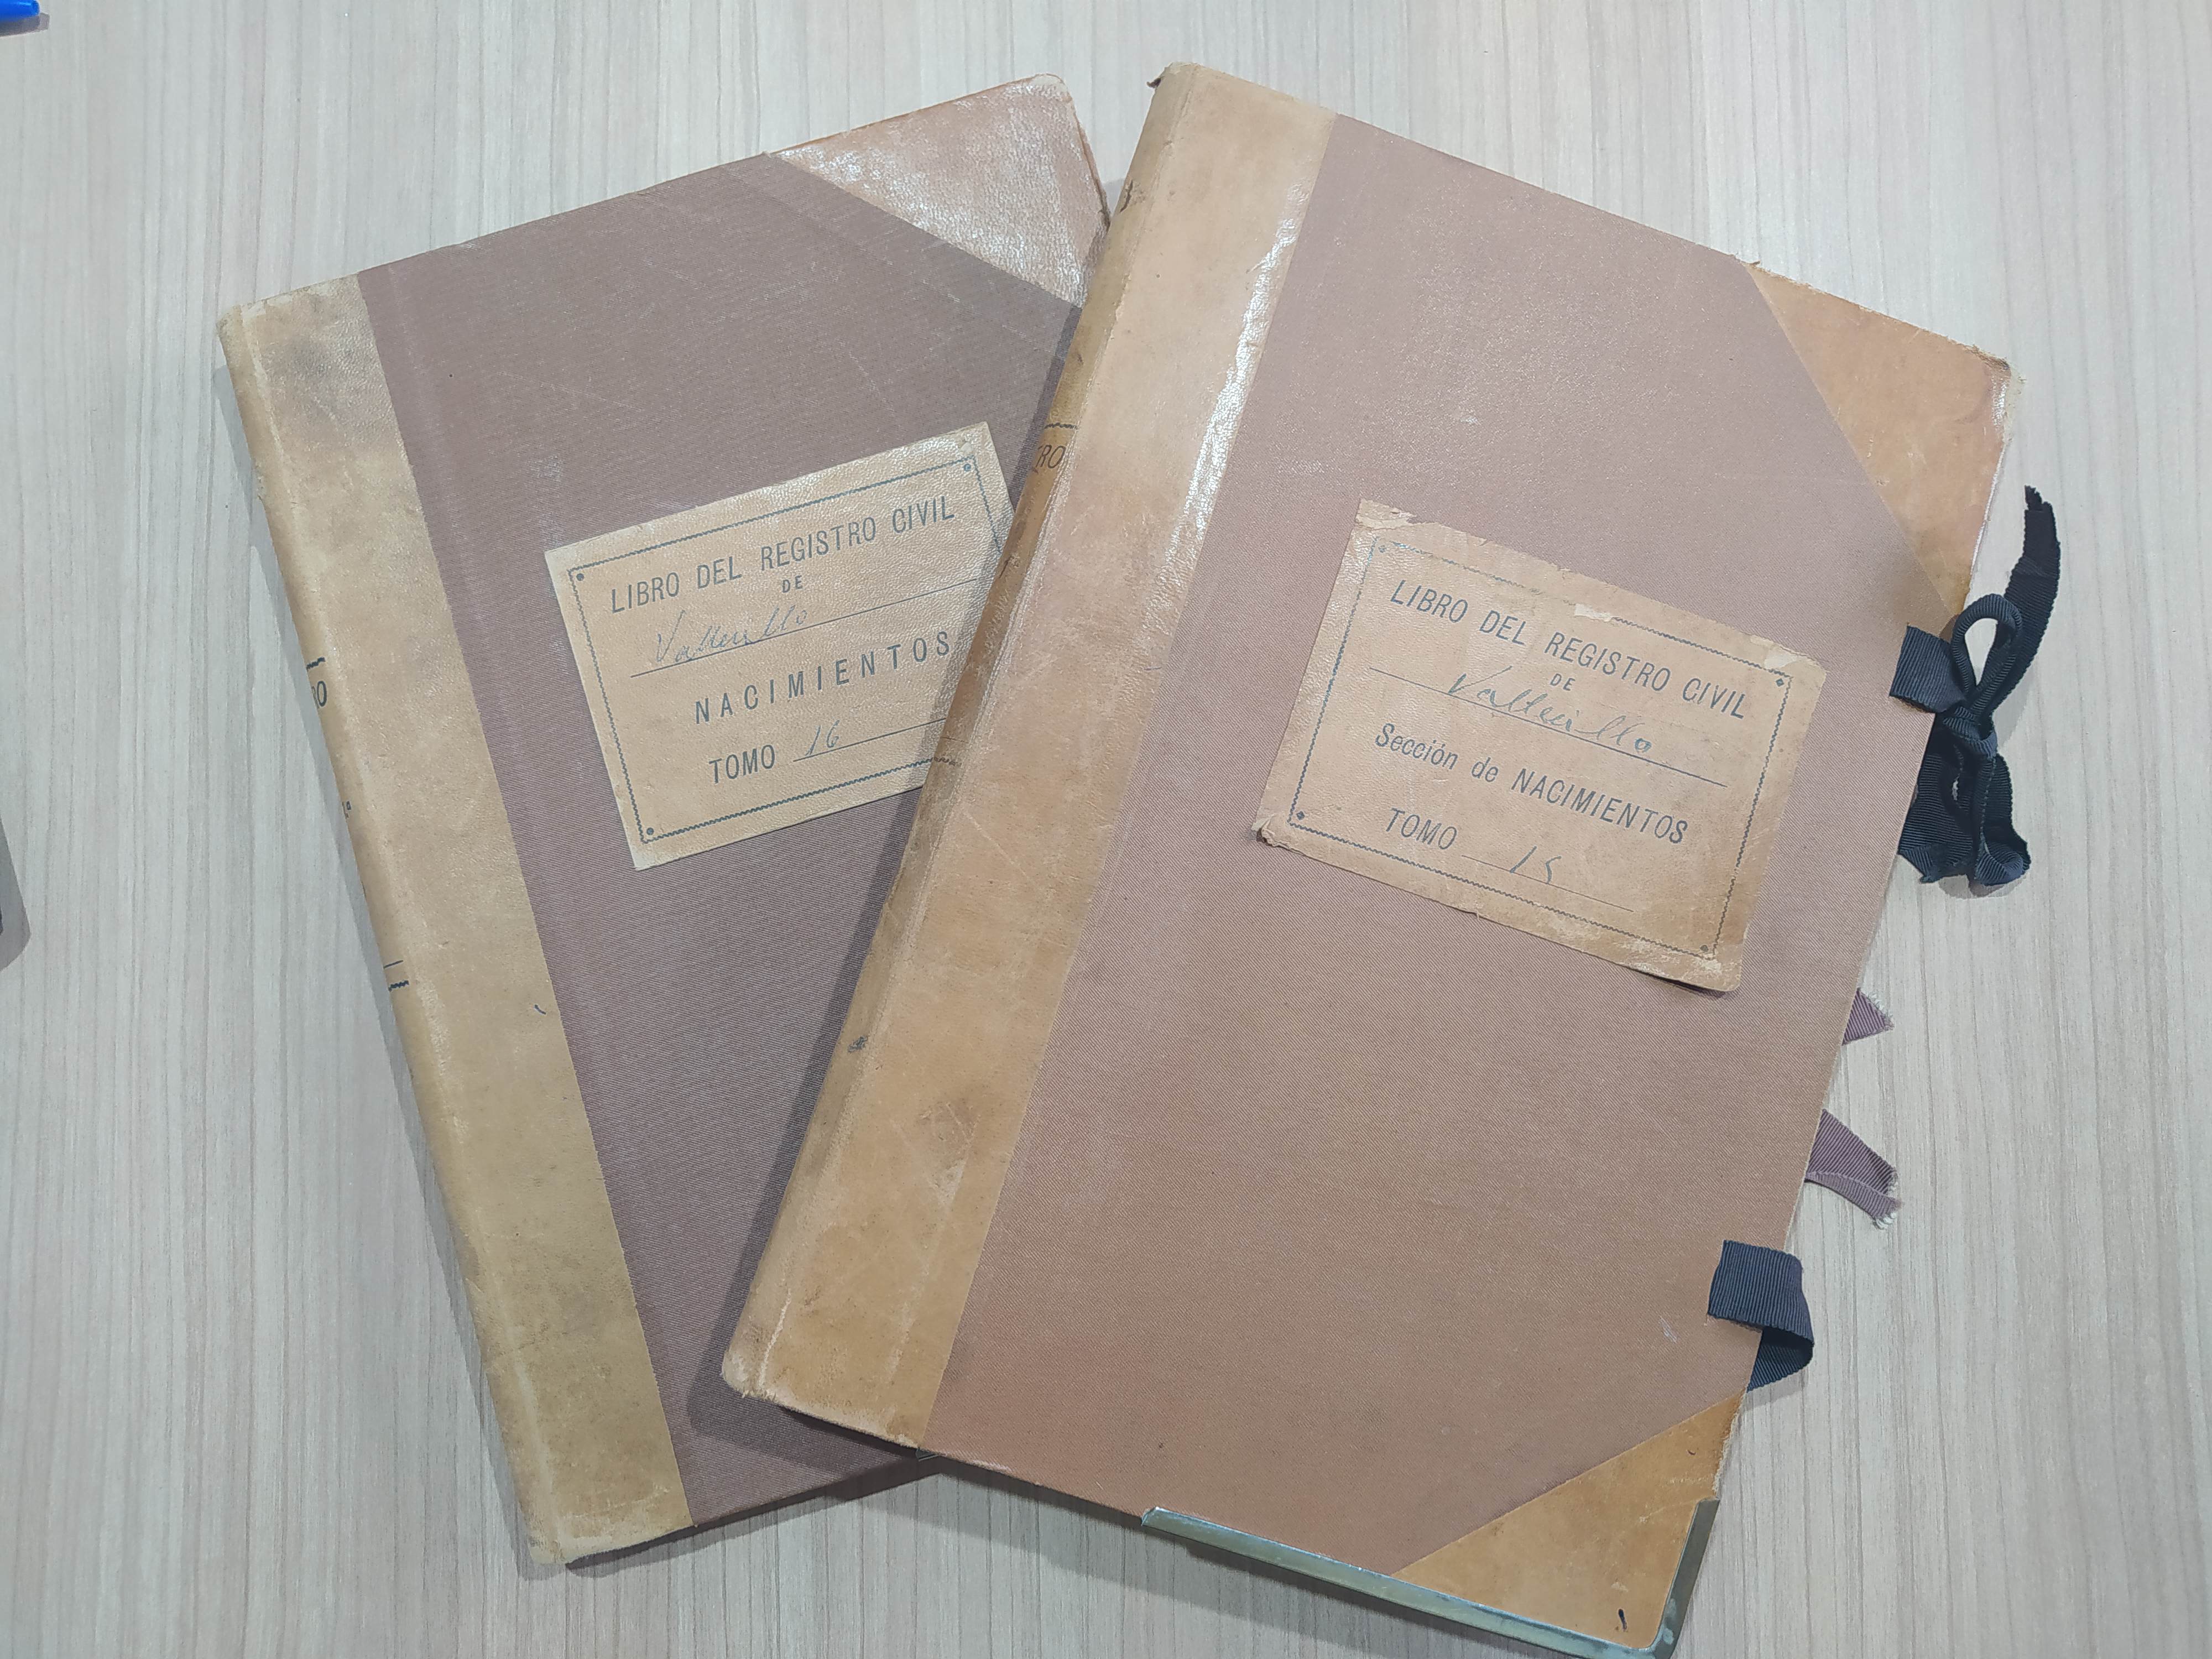 LIBRO DEL REGISTRO CIVIL
DE
Vallecillo
NACIMIENTOS
TOMO 16
LIBRO DEL REGISTRO CIVIL
DE
Vallecillo
Sección de NACIMIENTOS
TOMO 15